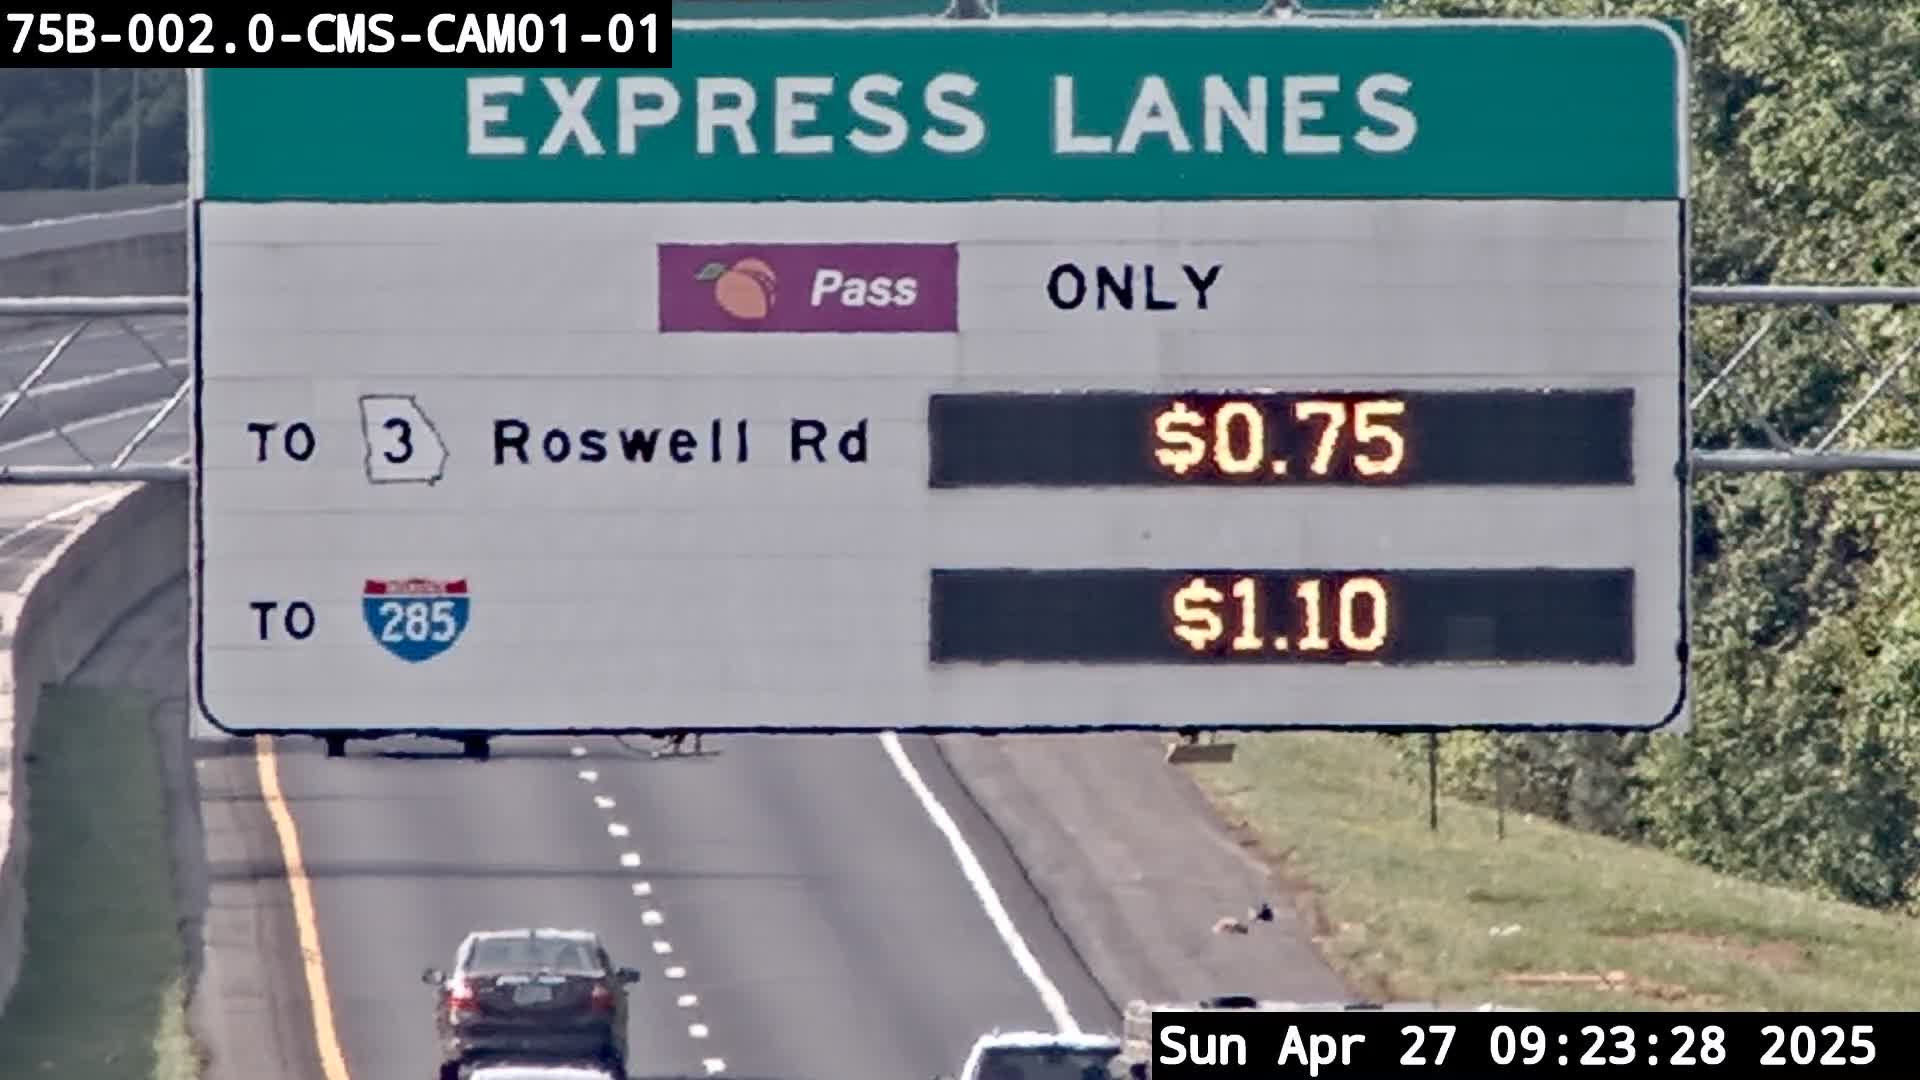 75B-002.0-CMS-CAM01-01
EXPRESS LANES
Pass ONLY
TO 3 Roswell Rd $0.75
TO 285 $1.10
Sun Apr 27 09:23:28 2025